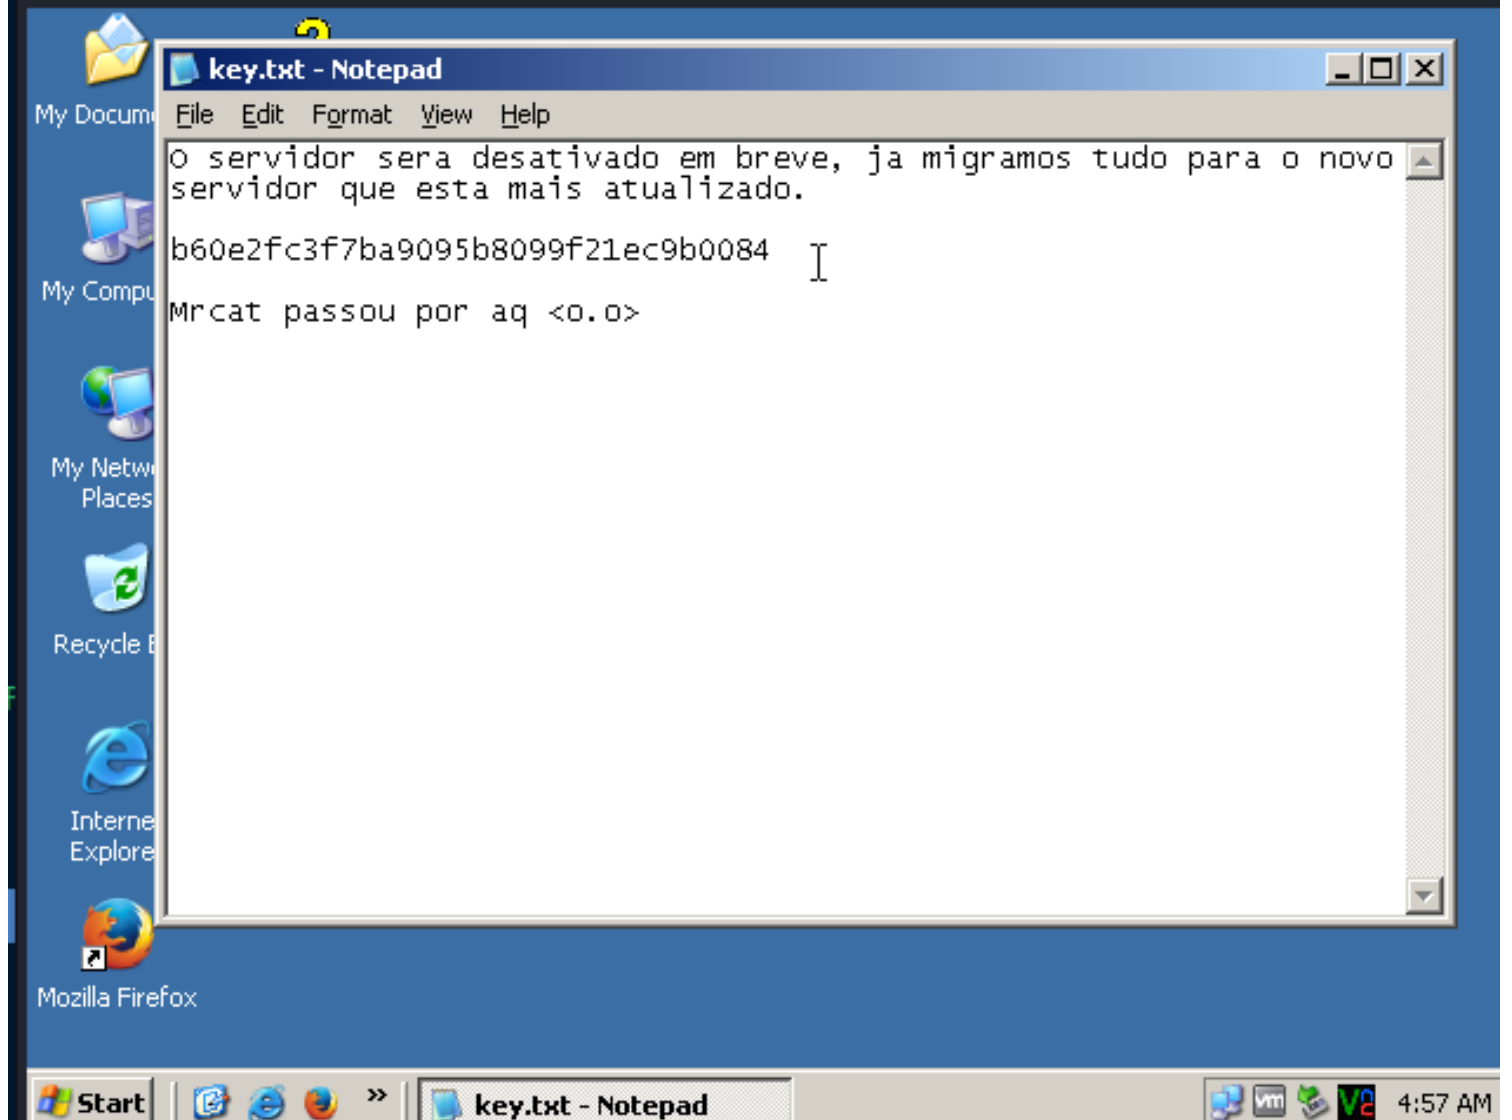 key.txt - Notepad
File Edit Format View Help
O servidor sera desativado em breve, ja migramos tudo para o novo
servidor que esta mais atualizado.
b60e2fc3f7ba9095b8099f21ec9b0084
Mrcat passou por aq <o.o>
My Docum
My Compu
My Netw
Places
Recycle
Interne
Explore
Mozilla Firefox
Start
»
key.txt - Notepad
vm
V2
4:57 AM